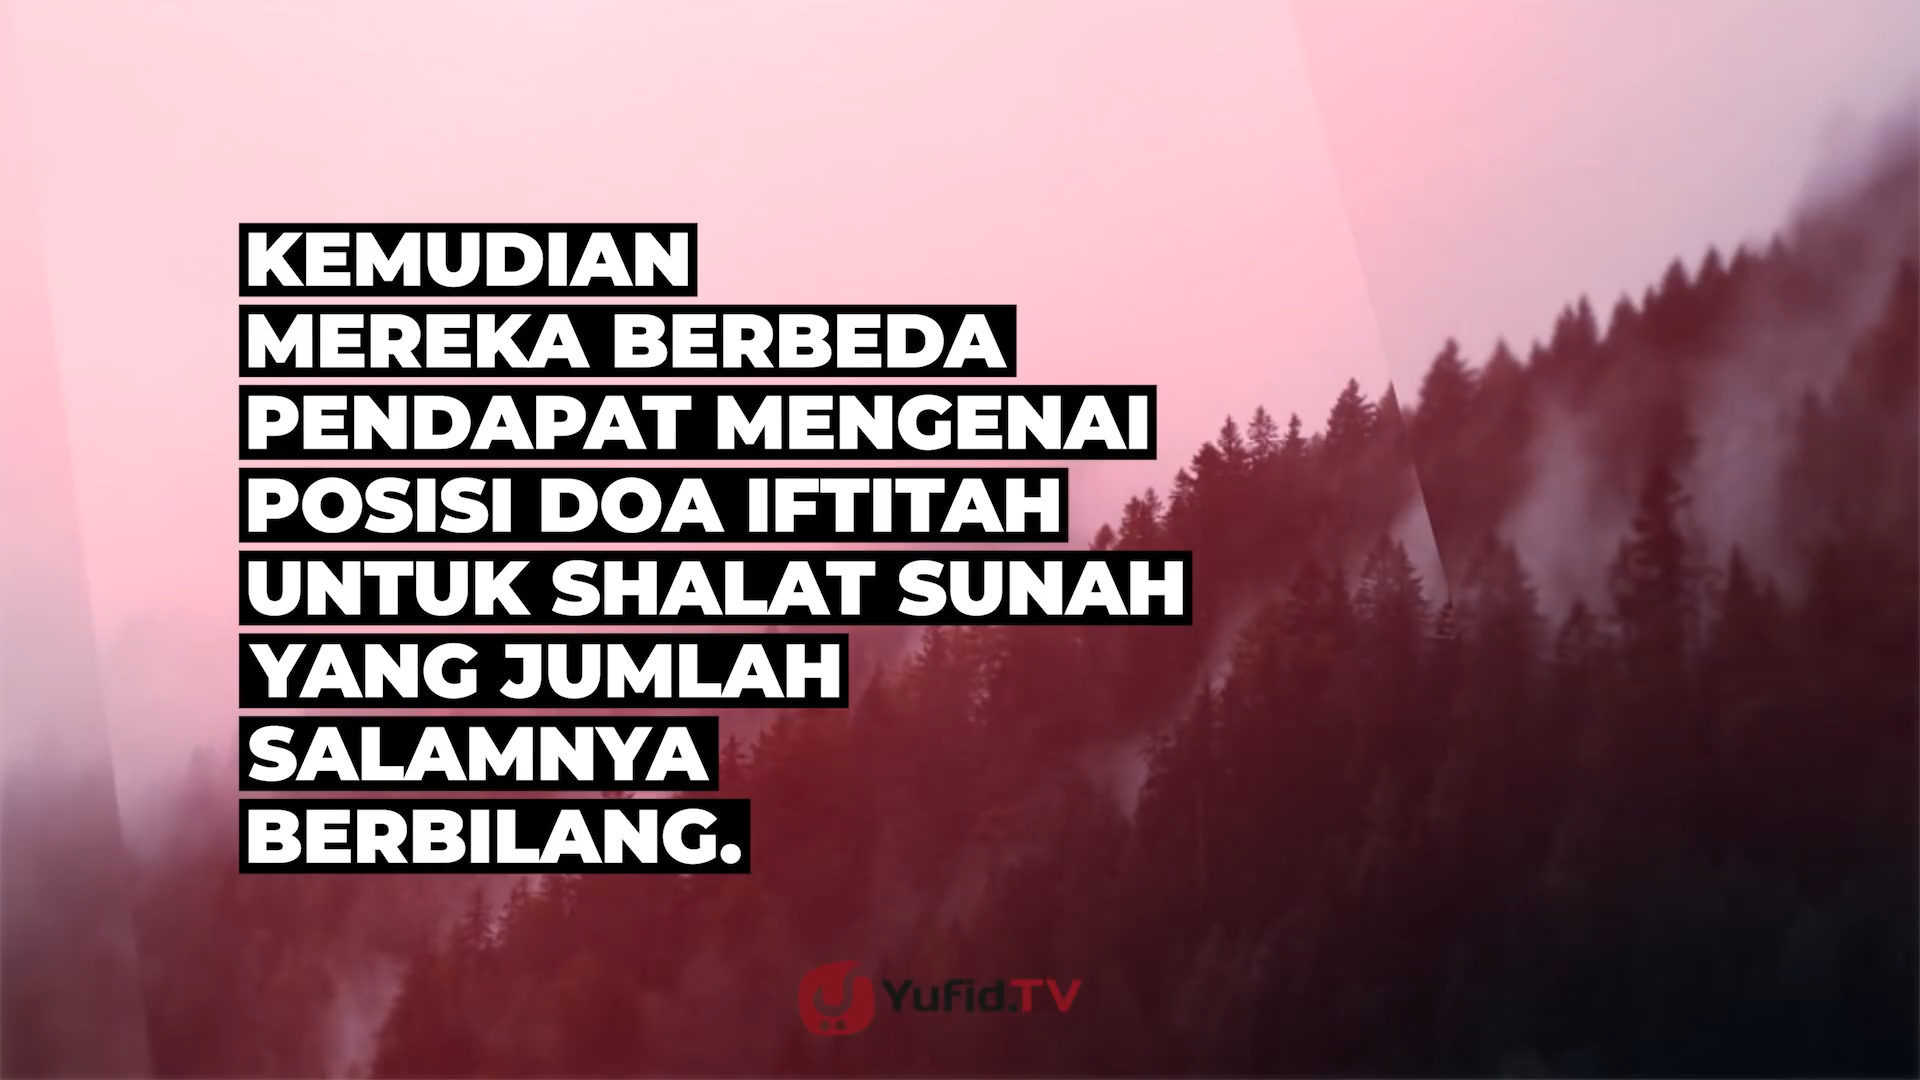 KEMUDIAN
MEREKA BERBEDA
PENDAPAT MENGENAI
POSISI DOA IFTITAH
UNTUK SHALAT SUNAH
YANG JUMLAH
SALAMNYA
BERBILANG.
Yufid.TV